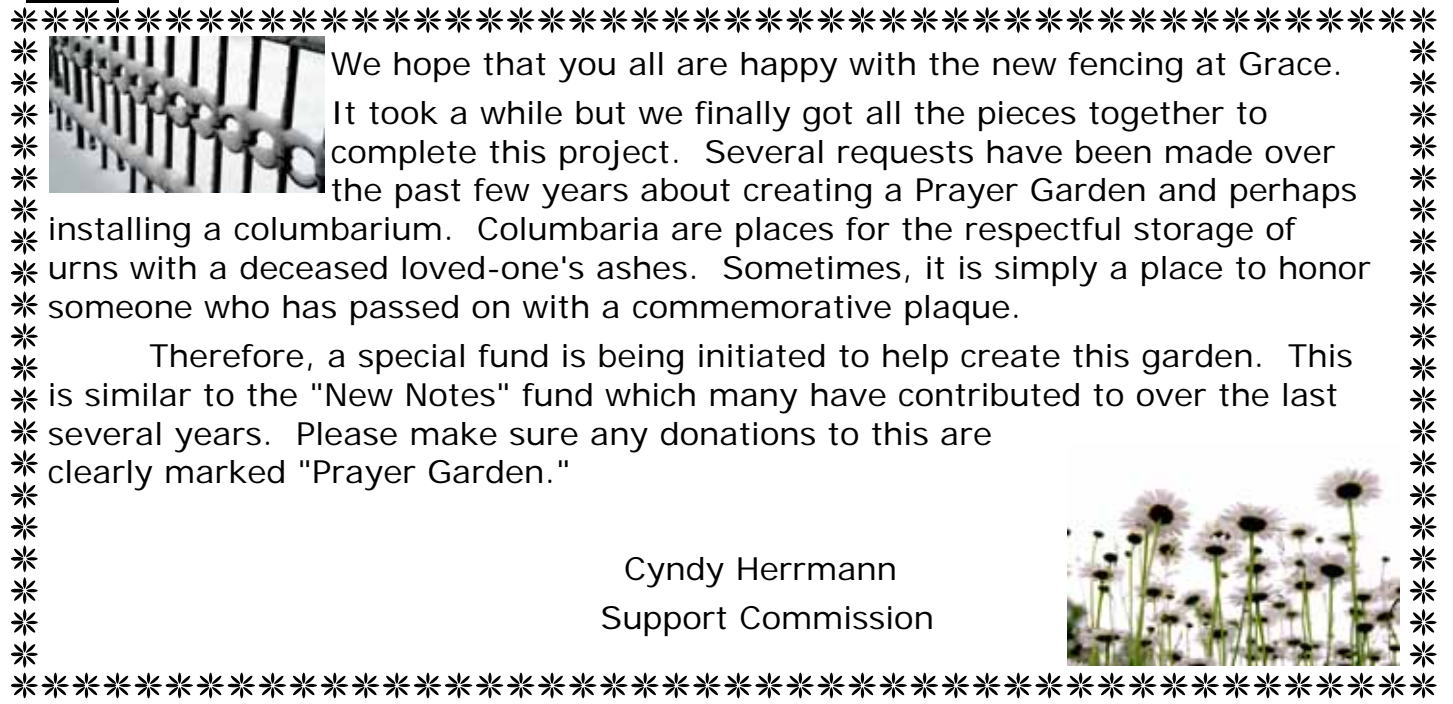 We hope that you all are happy with the new fencing at Grace.
It took a while but we finally got all the pieces together to
complete this project.  Several requests have been made over
the past few years about creating a Prayer Garden and perhaps
installing a columbarium.  Columbaria are places for the respectful storage of
urns with a deceased loved-one's ashes.  Sometimes, it is simply a place to honor
someone who has passed on with a commemorative plaque.
Therefore, a special fund is being initiated to help create this garden.  This
is similar to the "New Notes" fund which many have contributed to over the last
several years.  Please make sure any donations to this are
clearly marked "Prayer Garden."
Cyndy Herrmann
Support Commission